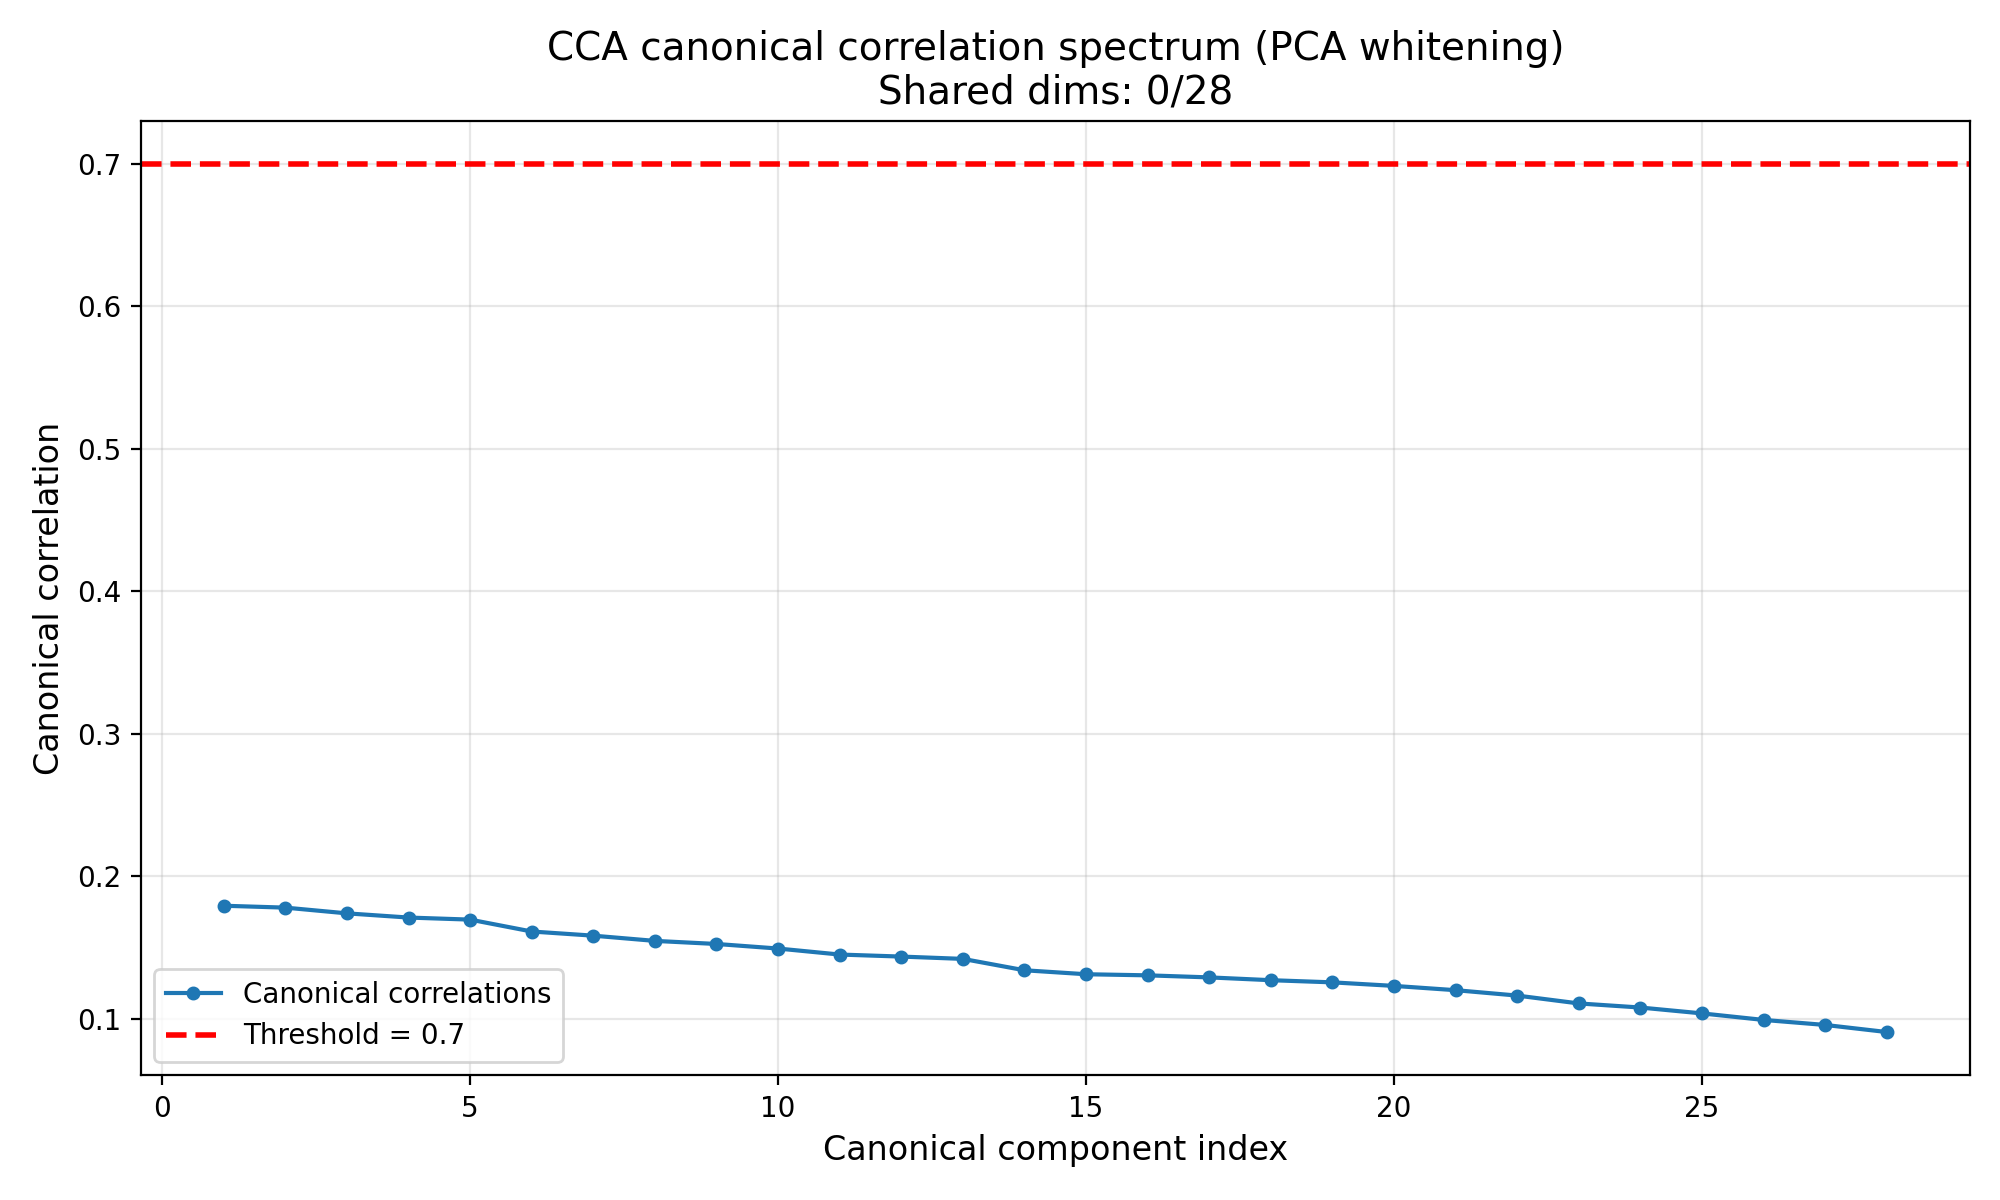 CCA canonical correlation spectrum (PCA whitening)
Shared dims: 0/28
Canonical correlation
0.7
0.6
0.5
0.4
0.3
0.2
0.1
Canonical correlations
Threshold = 0.7
0 5 10 15 20 25
Canonical component index